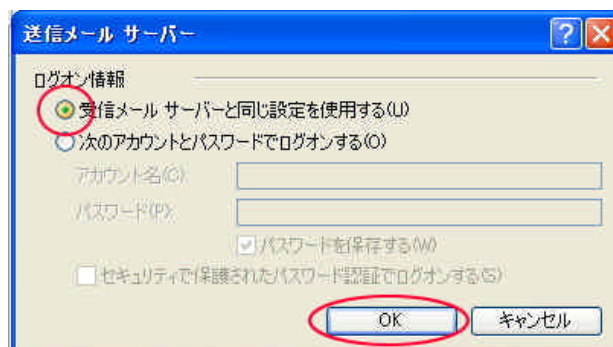 送信メール サーバー
ログオン情報
受信メール サーバーと同じ設定を使用する(U)
次のアカウントとパスワードでログオンする(O)
アカウント名(C):
パスワード(P):
パスワードを保存する(W)
セキュリティで保護されたパスワード認証でログオンする(S)
OK キャンセル